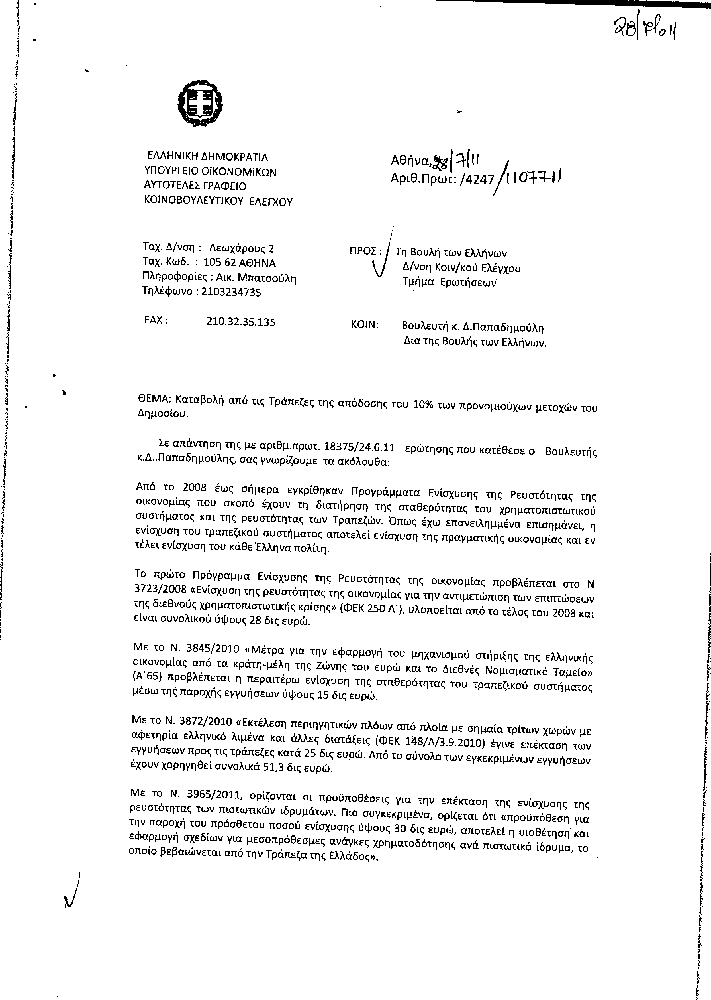 28/7/011
ΕΛΛΗΝΙΚΗ ΔΗΜΟΚΡΑΤΙΑ
ΥΠΟΥΡΓΕΙΟ ΟΙΚΟΝΟΜΙΚΩΝ
ΑΥΤΟΤΕΛΕΣ ΓΡΑΦΕΙΟ
ΚΟΙΝΟΒΟΥΛΕΥΤΙΚΟΥ ΕΛΕΓΧΟΥ
Αθήνα, 28/7/11
Αριθ.Πρωτ: /4247/110771
Ταχ. Δ/νση : Λεωχάρους 2
Ταχ. Κωδ. : 105 62 ΑΘΗΝΑ
Πληροφορίες : Αικ. Μπατσούλη
Τηλέφωνο : 2103234735
FAX : 210.32.35.135
ΠΡΟΣ : Τη Βουλή των Ελλήνων
Δ/νση Κοιν/κού Ελέγχου
Τμήμα Ερωτήσεων
ΚΟΙΝ: Βουλευτή κ. Δ.Παπαδημούλη
Δια της Βουλής των Ελλήνων.
ΘΕΜΑ: Καταβολή από τις Τράπεζες της απόδοσης του 10% των προνομιούχων μετοχών του
Δημοσίου.
Σε απάντηση της με αριθμ.πρωτ. 18375/24.6.11 ερώτησης που κατέθεσε ο Βουλευτής
κ.Δ..Παπαδημούλης, σας γνωρίζουμε τα ακόλουθα:
Από το 2008 έως σήμερα εγκρίθηκαν Προγράμματα Ενίσχυσης της Ρευστότητας της
οικονομίας που σκοπό έχουν τη διατήρηση της σταθερότητας του χρηματοπιστωτικού
συστήματος και της ρευστότητας των Τραπεζών. Όπως έχω επανειλημμένα επισημάνει, η
ενίσχυση του τραπεζικού συστήματος αποτελεί ενίσχυση της πραγματικής οικονομίας και εν
τέλει ενίσχυση του κάθε Έλληνα πολίτη.
Το πρώτο Πρόγραμμα Ενίσχυσης της Ρευστότητας της οικονομίας προβλέπεται στο Ν
3723/2008 «Ενίσχυση της ρευστότητας της οικονομίας για την αντιμετώπιση των επιπτώσεων
της διεθνούς χρηματοπιστωτικής κρίσης» (ΦΕΚ 250 Α΄), υλοποείται από το τέλος του 2008 και
είναι συνολικού ύψους 28 δις ευρώ.
Με το Ν. 3845/2010 «Μέτρα για την εφαρμογή του μηχανισμού στήριξης της ελληνικής
οικονομίας από τα κράτη-μέλη της Ζώνης του ευρώ και το Διεθνές Νομισματικό Ταμείο»
(Α΄65) προβλέπεται η περαιτέρω ενίσχυση της σταθερότητας του τραπεζικού συστήματος
μέσω της παροχής εγγυήσεων ύψους 15 δις ευρώ.
Με το Ν. 3872/2010 «Εκτέλεση περιηγητικών πλόων από πλοία με σημαία τρίτων χωρών με
αφετηρία ελληνικό λιμένα και άλλες διατάξεις (ΦΕΚ 148/Α/3.9.2010) έγινε επέκταση των
εγγυήσεων προς τις τράπεζες κατά 25 δις ευρώ. Από το σύνολο των εγκεκριμένων εγγυήσεων
έχουν χορηγηθεί συνολικά 51,3 δις ευρώ.
Με το Ν. 3965/2011, ορίζονται οι προϋποθέσεις για την επέκταση της ενίσχυσης της
ρευστότητας των πιστωτικών ιδρυμάτων. Πιο συγκεκριμένα, ορίζεται ότι «προϋπόθεση για
την παροχή του πρόσθετου ποσού ενίσχυσης ύψους 30 δις ευρώ, αποτελεί η υιοθέτηση και
εφαρμογή σχεδίων για μεσοπρόθεσμες ανάγκες χρηματοδότησης ανά πιστωτικό ίδρυμα, το
οποίο βεβαιώνεται από την Τράπεζα της Ελλάδος».